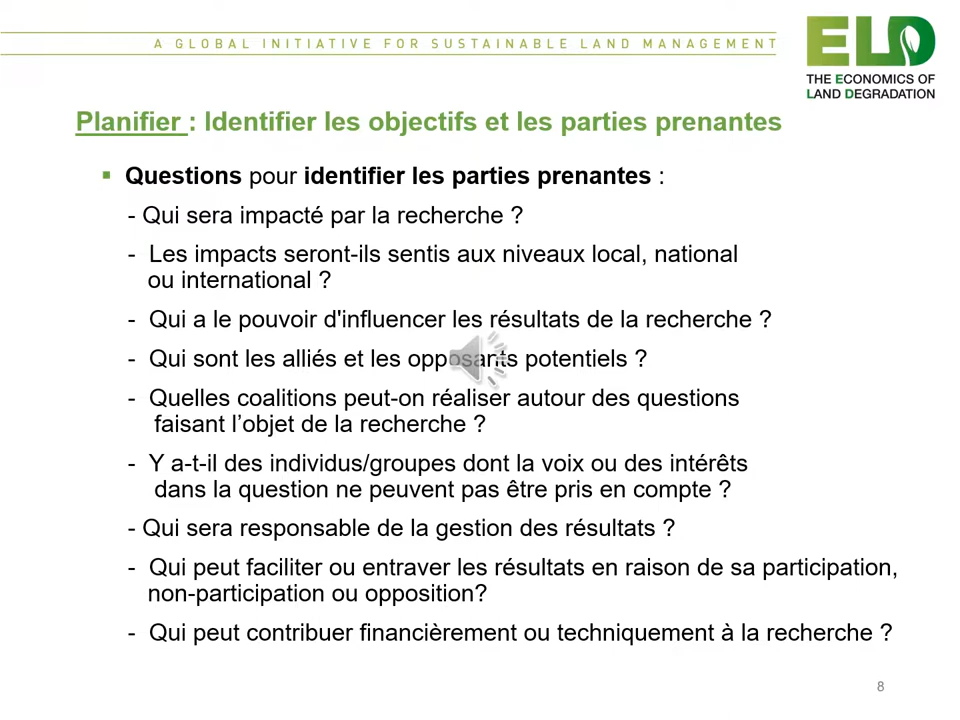 A GLOBAL INITIATIVE FOR SUSTAINABLE LAND MANAGEMENT
ELD
THE ECONOMICS OF
LAND DEGRADATION
Planifier : Identifier les objectifs et les parties prenantes
▪ Questions pour identifier les parties prenantes :
- Qui sera impacté par la recherche ?
- Les impacts seront-ils sentis aux niveaux local, national
ou international ?
- Qui a le pouvoir d'influencer les résultats de la recherche ?
- Qui sont les alliés et les opposants potentiels ?
- Quelles coalitions peut-on réaliser autour des questions
faisant l’objet de la recherche ?
- Y a-t-il des individus/groupes dont la voix ou des intérêts
dans la question ne peuvent pas être pris en compte ?
- Qui sera responsable de la gestion des résultats ?
- Qui peut faciliter ou entraver les résultats en raison de sa participation,
non-participation ou opposition?
- Qui peut contribuer financièrement ou techniquement à la recherche ?
8